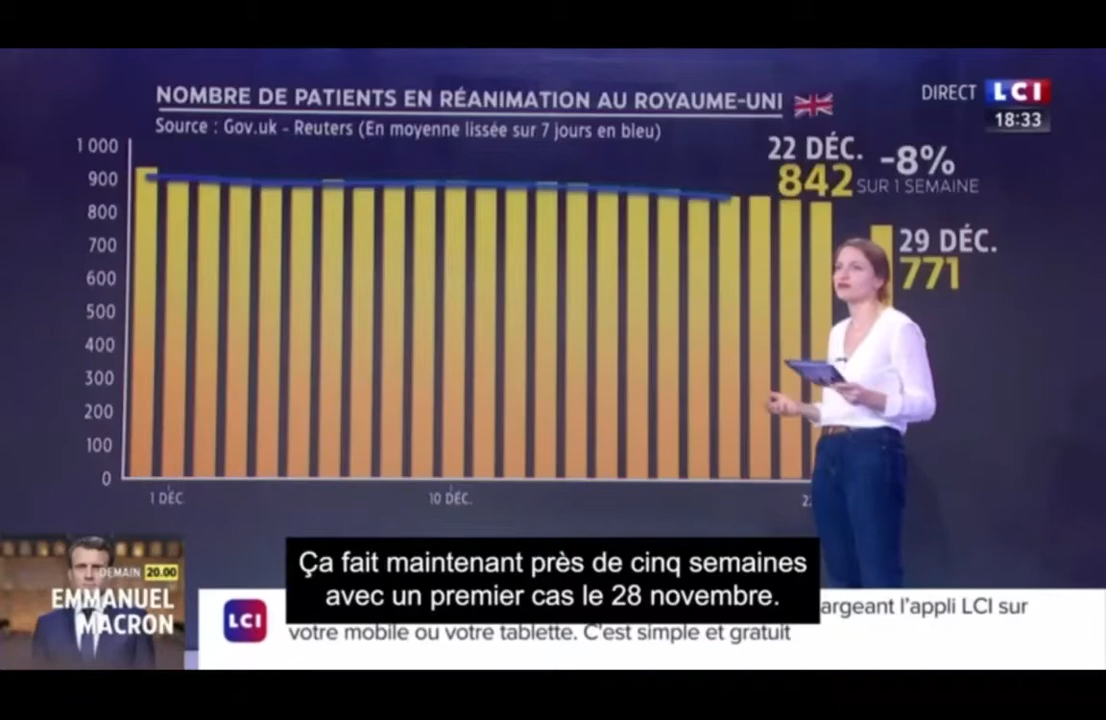 NOMBRE DE PATIENTS EN RÉANIMATION AU ROYAUME-UNI
Source : Gov.uk - Reuters (En moyenne lissée sur 7 jours en bleu)
DIRECT LCI
18:33
22 DÉC. -8%
842 SUR 1 SEMAINE
29 DÉC.
771
1 000
900
800
700
600
500
400
300
200
100
0
1 DÉC.
10 DÉC.
DEMAIN 20.00
EMMANUEL
MACRON
Ça fait maintenant près de cinq semaines
avec un premier cas le 28 novembre.
LCI
argeant l'appli LCI sur
votre mobile ou votre tablette. C'est simple et gratuit